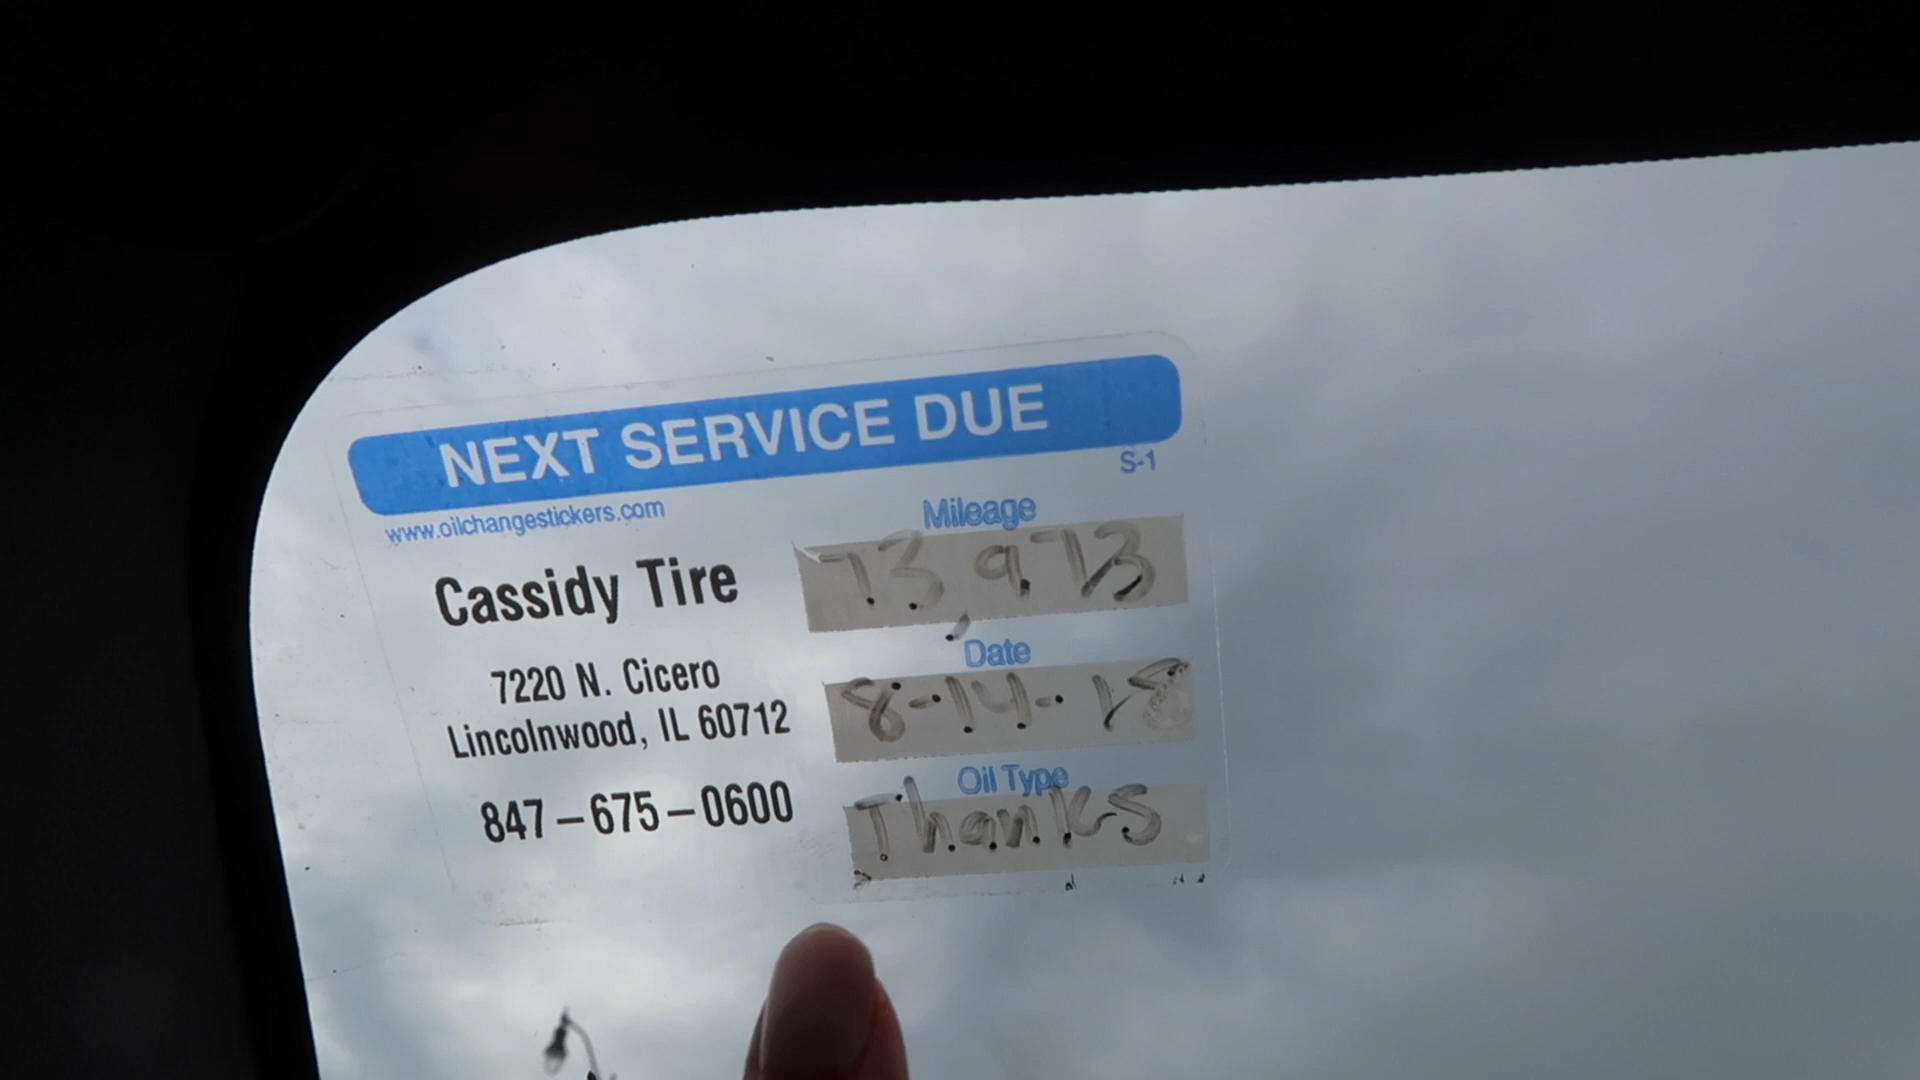 NEXT SERVICE DUE
S-1
www.oilchangestickers.com
Mileage
Cassidy Tire
73,973
7220 N. Cicero
Lincolnwood, IL 60712
Date
8-14-18
847-675-0600
Oil Type
Thanks